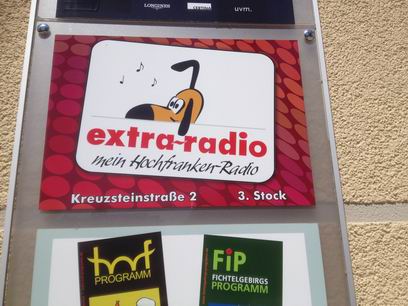 LONGINES
uvm.
extra-radio
mein Hochfranken-Radio
Kreuzsteinstraße 2
3. Stock
hof
PROGRAMM
FiP
FICHTELGEBIRGS
PROGRAMM